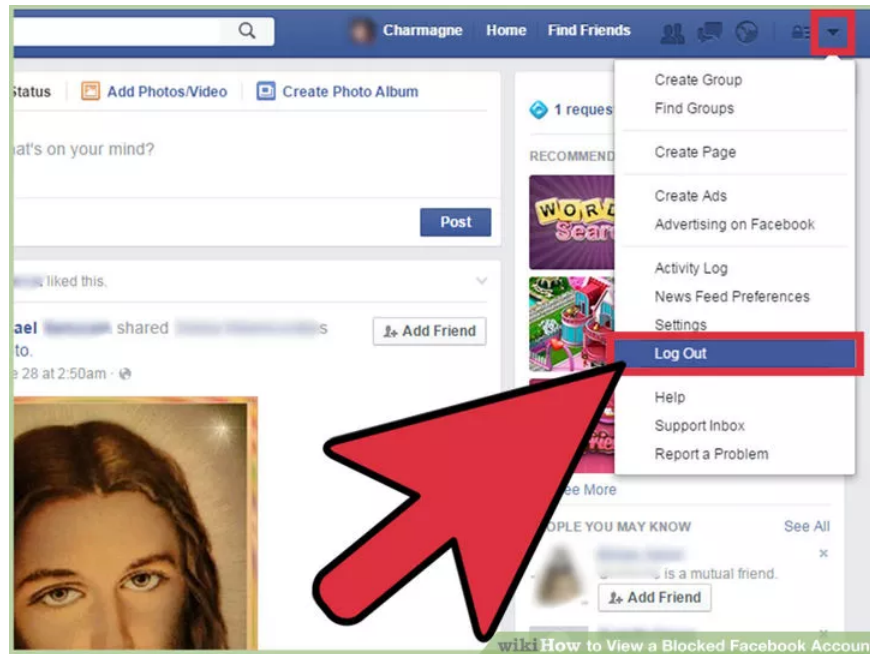 Charmagne Home Find Friends
Status Add Photos/Video Create Photo Album
at's on your mind?
Post
liked this.
ael shared s
to.
28 at 2:50am ·
Add Friend
1 reques
RECOMMEND
WORD
Sear
Create Group
Find Groups
Create Page
Create Ads
Advertising on Facebook
Activity Log
News Feed Preferences
Settings
Log Out
Help
Support Inbox
Report a Problem
ee More
OPLE YOU MAY KNOW See All
is a mutual friend.
Add Friend
wikiHow to View a Blocked Facebook Accoun